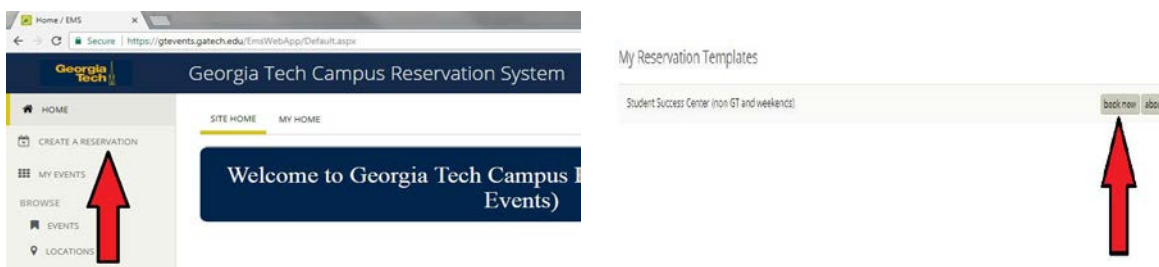 Home / EMS
Secure | https://gtevents.gatech.edu/EmsWebApp/Default.aspx
Georgia
Tech
Georgia Tech Campus Reservation System
HOME
SITE HOME MY HOME
CREATE A RESERVATION
MY EVENTS
Welcome to Georgia Tech Campus
Events)
BROWSE
EVENTS
LOCATIONS
My Reservation Templates
Student Success Center (non GT and weekends)
book now